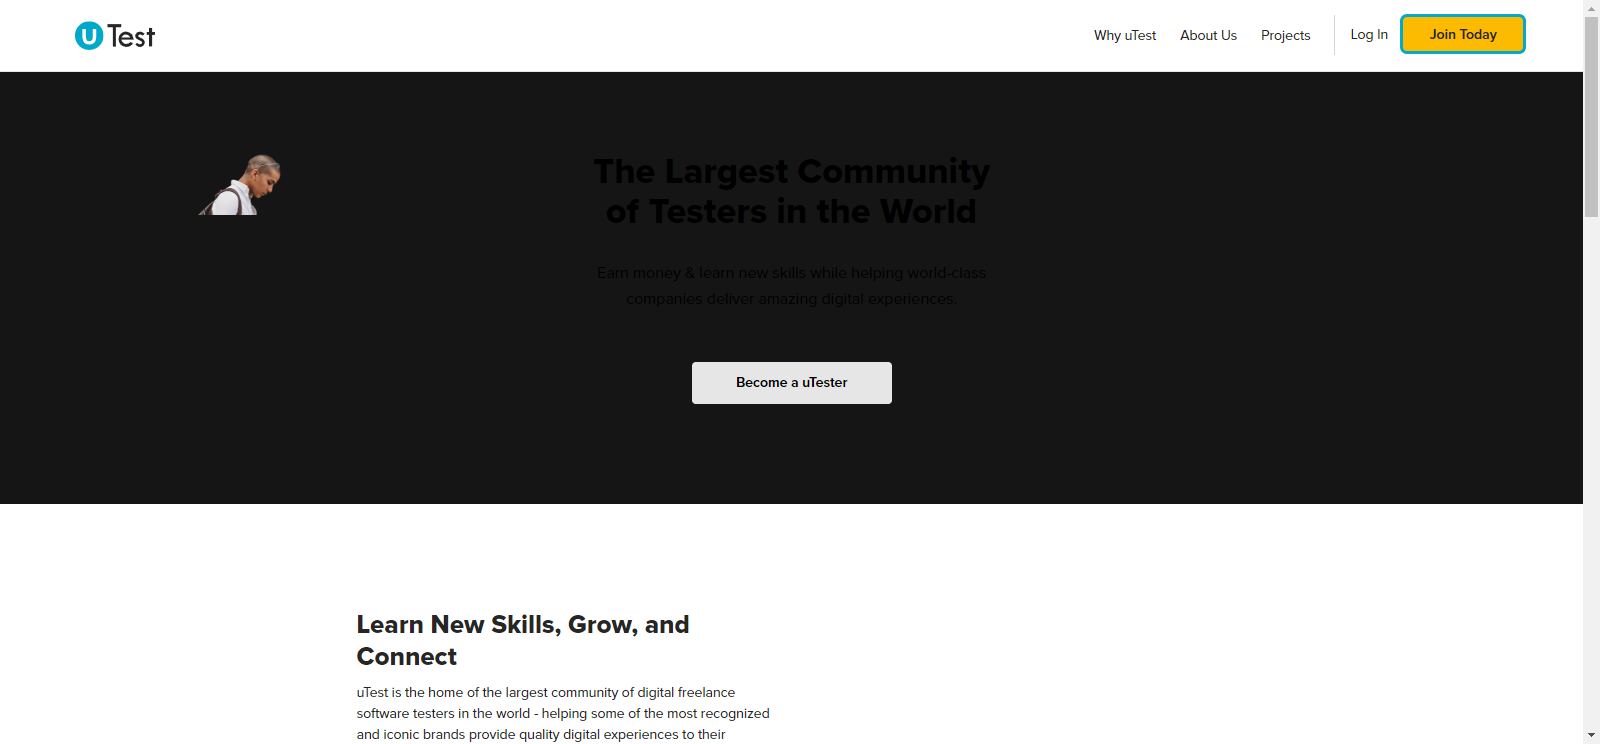 uTest
Why uTest
About Us
Projects
Log In
Join Today
The Largest Community
of Testers in the World
Earn money & learn new skills while helping world-class
companies deliver amazing digital experiences.
Become a uTester
Learn New Skills, Grow, and
Connect
uTest is the home of the largest community of digital freelance
software testers in the world - helping some of the most recognized
and iconic brands provide quality digital experiences to their